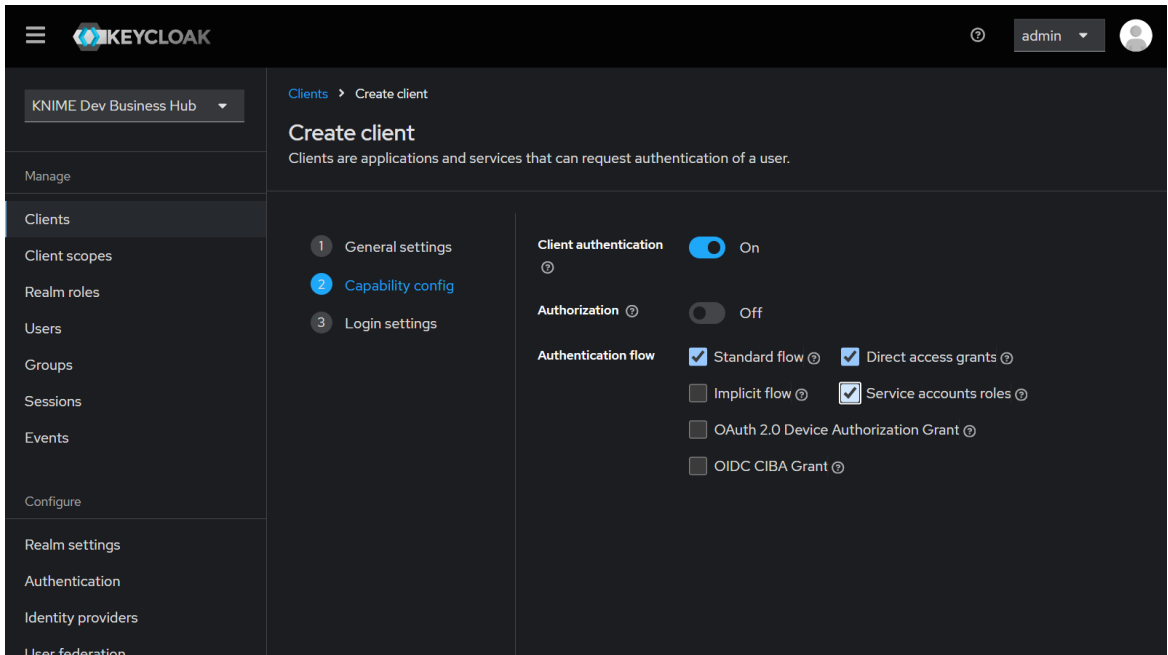 KEYCLOAK
admin
KNIME Dev Business Hub
Manage
Clients
Client scopes
Realm roles
Users
Groups
Sessions
Events
Configure
Realm settings
Authentication
Identity providers
User federation
Clients > Create client
Create client
Clients are applications and services that can request authentication of a user.
1 General settings
2 Capability config
3 Login settings
Client authentication On
Authorization Off
Authentication flow Standard flow Direct access grants
Implicit flow Service accounts roles
OAuth 2.0 Device Authorization Grant
OIDC CIBA Grant